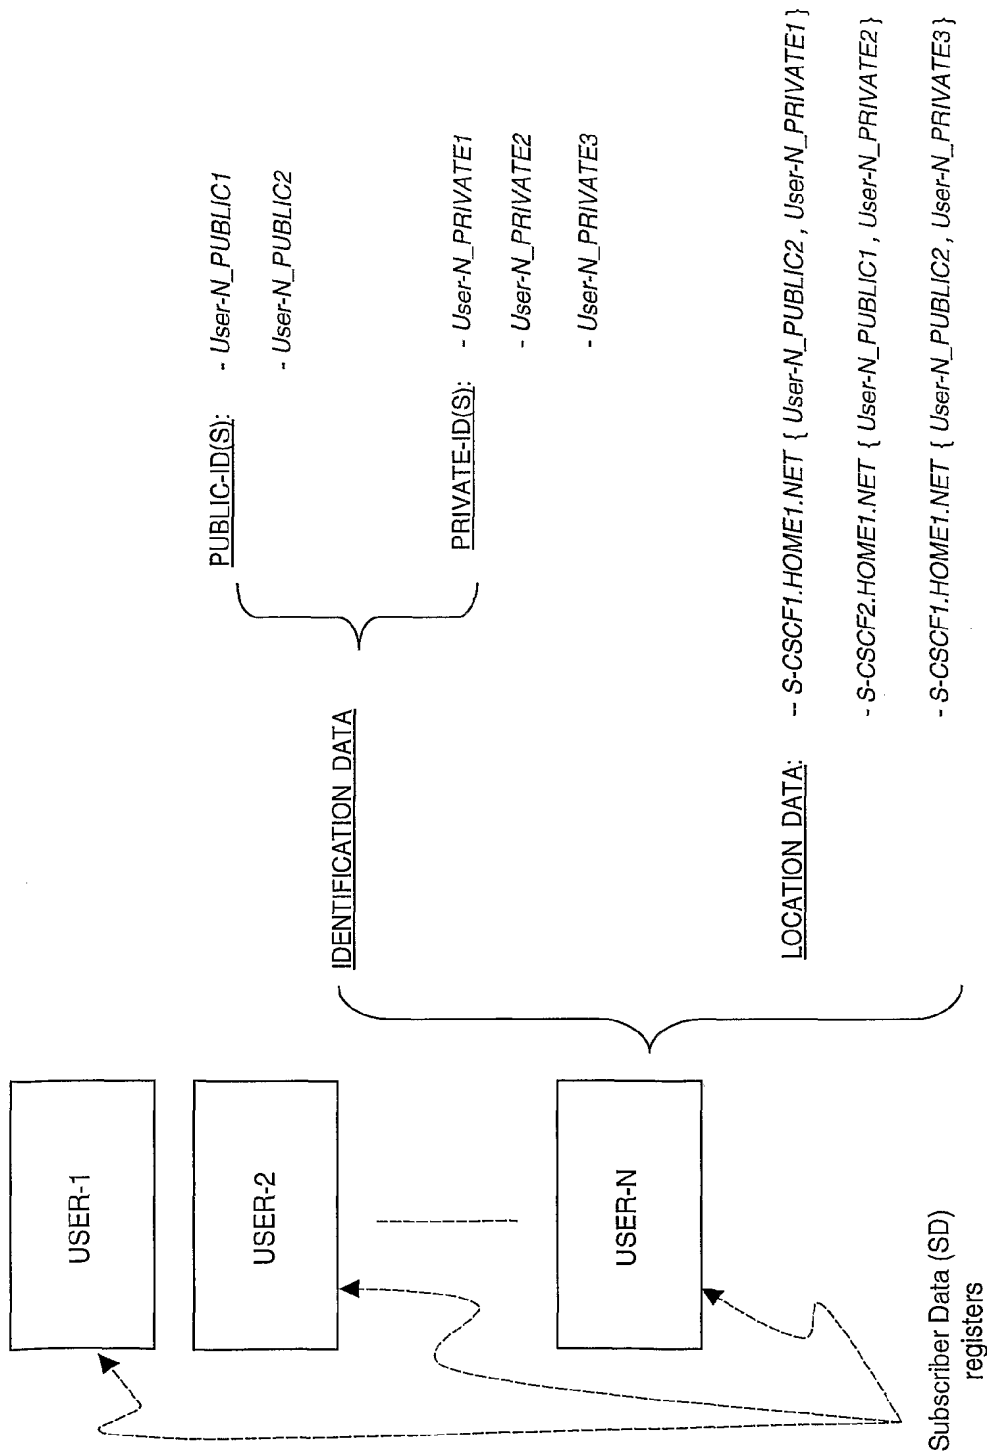 USER-1
USER-2
USER-N
Subscriber Data (SD)
registers
IDENTIFICATION DATA
PUBLIC-ID(S):
- User-N_PUBLIC1
- User-N_PUBLIC2
PRIVATE-ID(S):
- User-N_PRIVATE1
- User-N_PRIVATE2
- User-N_PRIVATE3
LOCATION DATA:
- S-CSCF1.HOME1.NET { User-N_PUBLIC2 , User-N_PRIVATE1}
- S-CSCF2.HOME1.NET { User-N_PUBLIC1 , User-N_PRIVATE2}
- S-CSCF1.HOME1.NET { User-N_PUBLIC2, User-N_PRIVATE3}